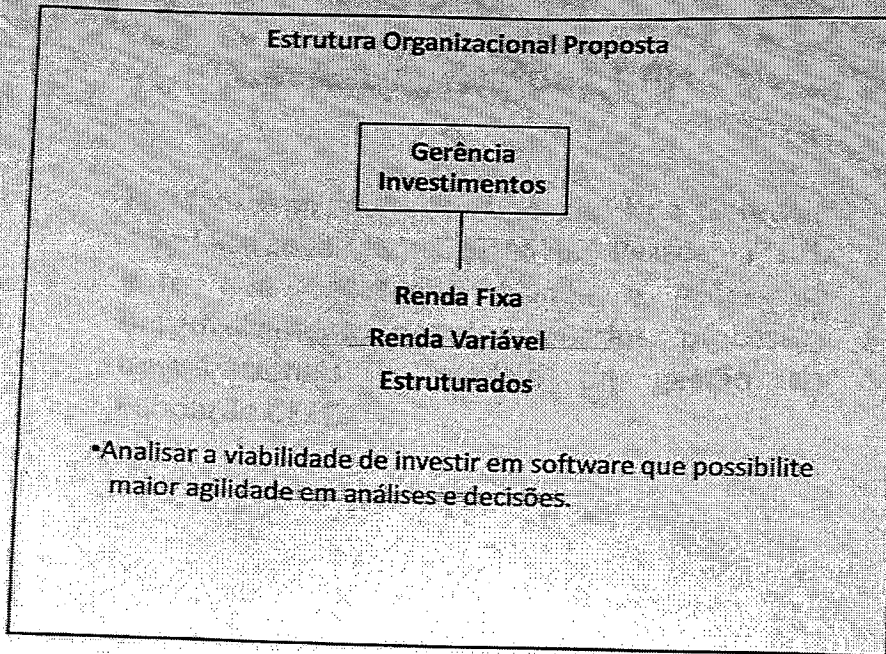 Estrutura Organizacional Proposta
Gerência
Investimentos
Renda Fixa
Renda Variável
Estruturados
•Analisar a viabilidade de investir em software que possibilite
maior agilidade em análises e decisões.